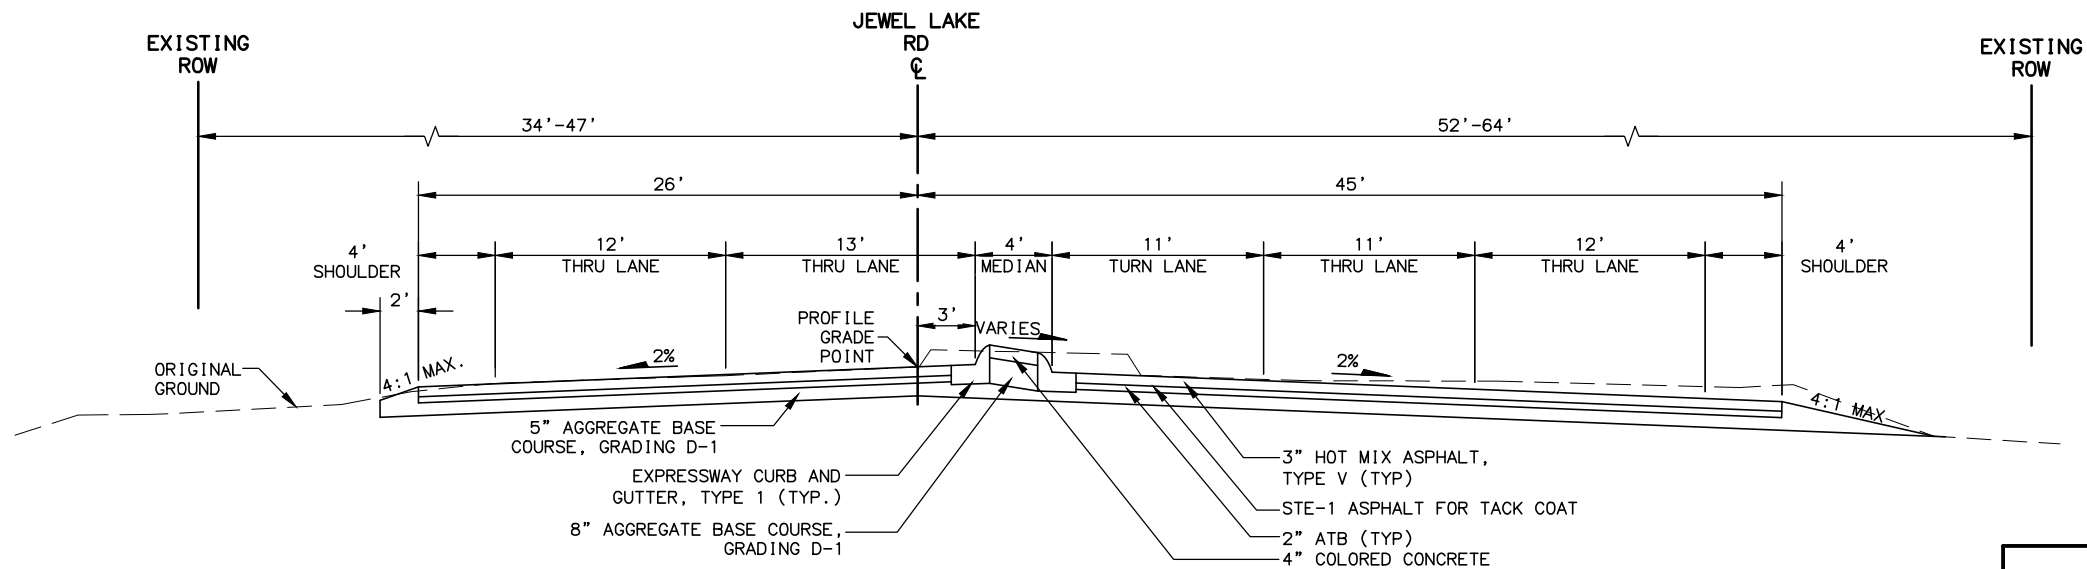 JEWEL LAKE
RD
℄
EXISTING
ROW
EXISTING
ROW
34'-47'
52'-64'
26'
45'
4'
SHOULDER
12'
THRU LANE
13'
THRU LANE
4'
MEDIAN
11'
TURN LANE
11'
THRU LANE
12'
THRU LANE
4'
SHOULDER
2'
3'
VARIES
PROFILE
GRADE
POINT
2%
2%
ORIGINAL
GROUND
4:1 MAX.
4:1 MAX
5" AGGREGATE BASE
COURSE, GRADING D-1
EXPRESSWAY CURB AND
GUTTER, TYPE 1 (TYP.)
8" AGGREGATE BASE COURSE,
GRADING D-1
3" HOT MIX ASPHALT,
TYPE V (TYP)
STE-1 ASPHALT FOR TACK COAT
2" ATB (TYP)
4" COLORED CONCRETE